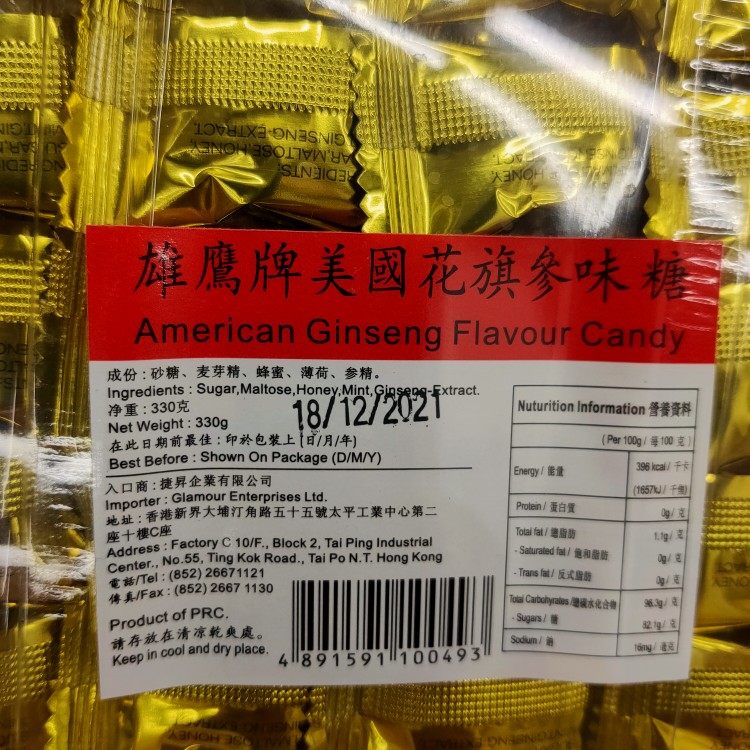 雄鷹牌美國花旗參味糖
American Ginseng Flavour Candy
成份 : 砂糖、麦芽精、蜂蜜、薄荷、参精。
Ingredients : Sugar,Maltose,Honey,Mint,Ginseng-Extract.
净重 : 330克
Net Weight : 330g
18/12/2021
在此日期前最佳 : 印於包裝上 (日/月/年)
Best Before : Shown On Package (D/M/Y)
入口商 : 捷昇企業有限公司
Importer : Glamour Enterprises Ltd.
地址 : 香港新界大埔汀角路五十五號太平工業中心第二
座十樓C座
Address : Factory C 10/F., Block 2, Tai Ping Industrial
Center., No.55, Ting Kok Road., Tai Po N.T. Hong Kong
電話/Tel : (852) 26671121
傳真/Fax : (852) 2667 1130
Product of PRC.
請存放在清凉乾爽處。
Keep in cool and dry place.
4 891591 100493
Nuturition Information 營養資料
(Per 100g / 每 100 克)
Energy / 能量 396 kcal / 千卡
(1657kJ / 千焦)
Protein / 蛋白質 0g / 克
Total fat / 總脂肪 1.1g / 克
- Saturated fat / 飽和脂肪 0g / 克
- Trans fat / 反式脂肪 0g / 克
Total Carbohydrates /總碳水化合物 96.3g / 克
- Sugars / 糖 82.1g / 克
Sodium / 鈉 16mg / 毫克
EDIENTS:
AR,MALTOSE,HONEY,
GINSENG-EXTRACT.